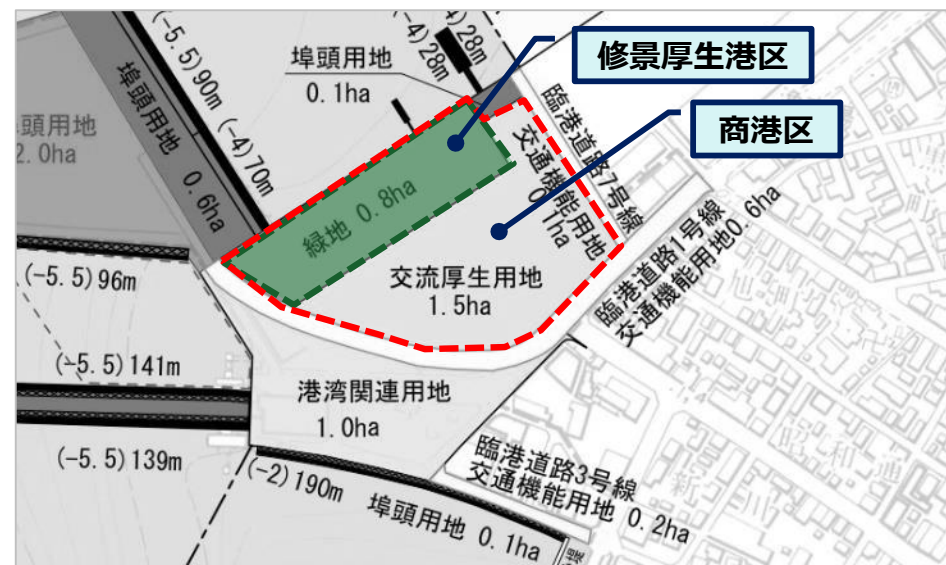 (-5.5)90m
(-4)70m
埠頭用地
0.1ha
(-4)28m
4)28m
修景厚生港区
商港区
頭用地
2.0ha
埠頭用地
0.6ha
緑地 0.8ha
交通機能用地
0.1ha
臨港道路7号線
交流厚生用地
1.5ha
臨港道路1号線
交通機能用地0.6ha
(-5.5)96m
(-5.5)141m
港湾関連用地
1.0ha
(-5.5)139m
(-2)190m
埠頭用地 0.1ha
臨港道路3号線
交通機能用地 0.2ha
堤